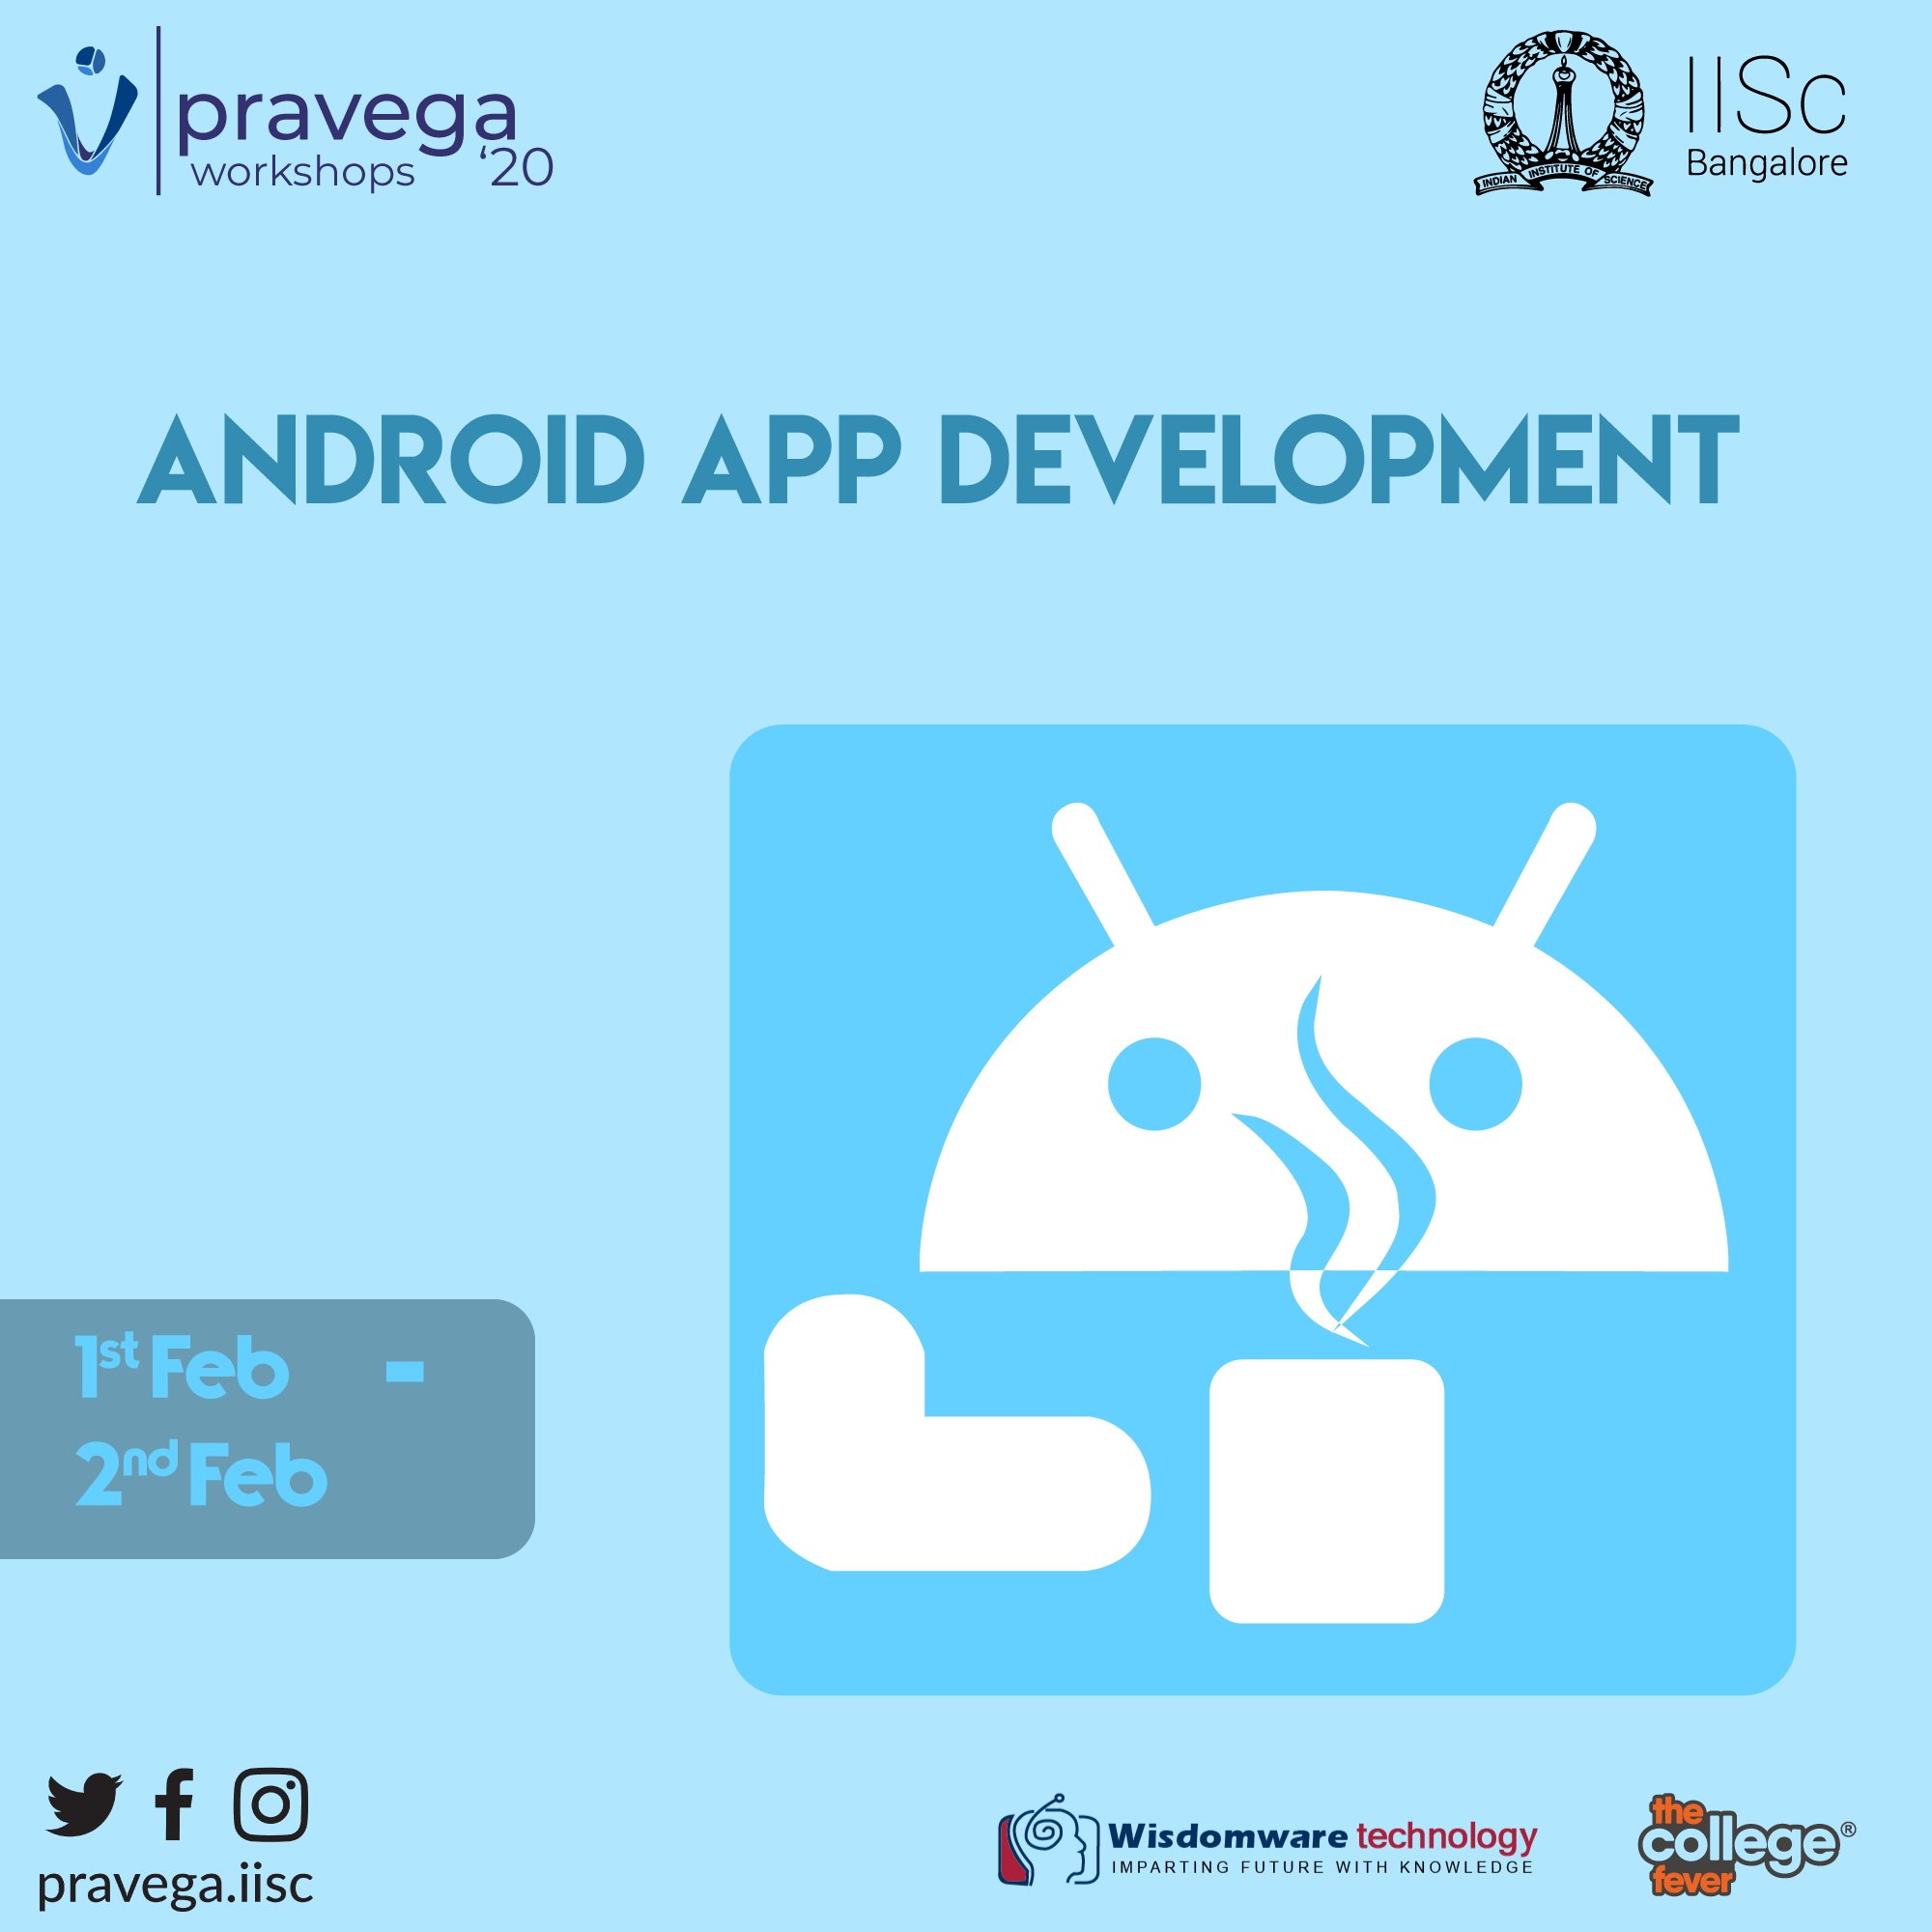 pravega
workshops '20
INDIAN INSTITUTE OF SCIENCE
IISc
Bangalore
ANDROID APP DEVELOPMENT
1st Feb -
2nd Feb
pravega.iisc
Wisdomware technology
IMPARTING FUTURE WITH KNOWLEDGE
the
college®
fever